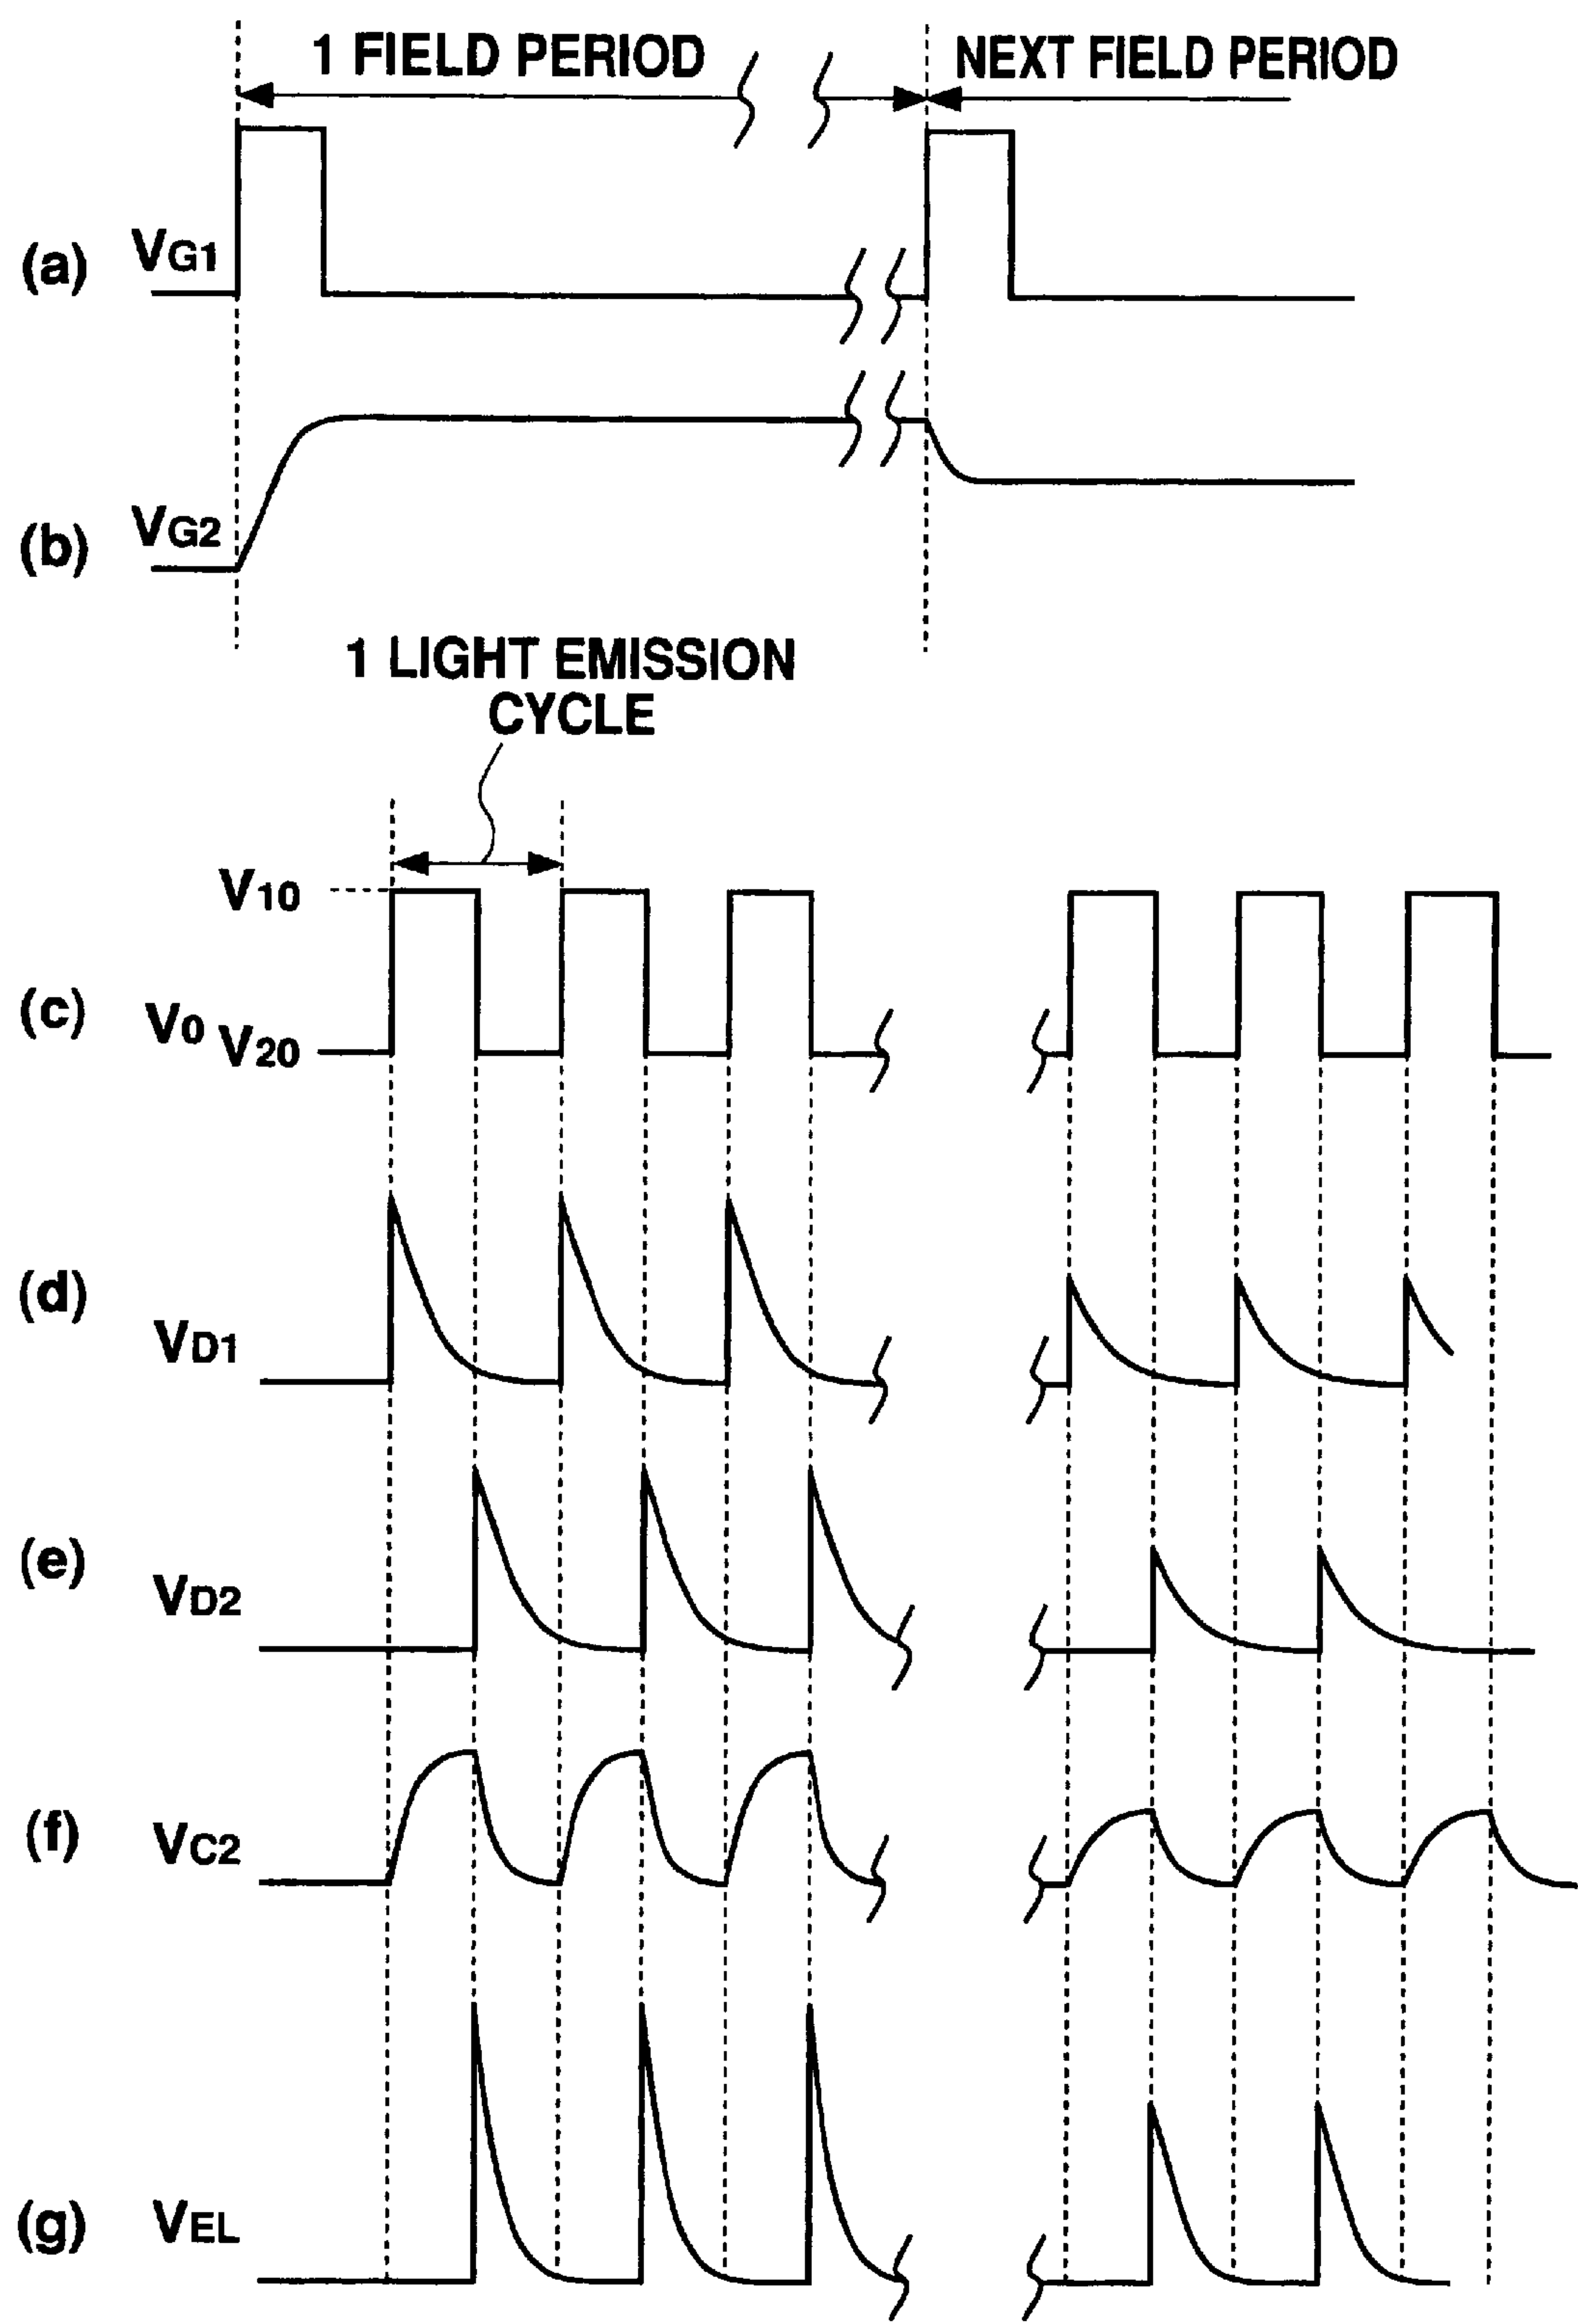 1 FIELD PERIOD
NEXT FIELD PERIOD
(a) VG1
(b) VG2
1 LIGHT EMISSION
CYCLE
V10
(c) V0 V20
(d) VD1
(e) VD2
(f) VC2
(g) VEL